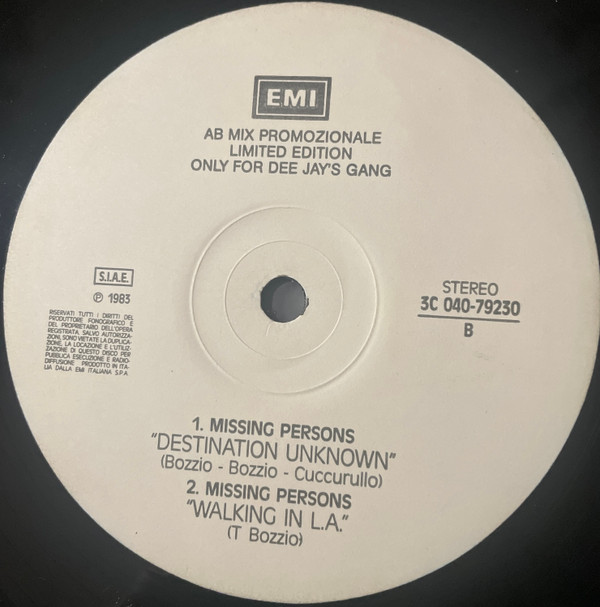 EMI
AB MIX PROMOZIONALE
LIMITED EDITION
ONLY FOR DEE JAY'S GANG
S.I.A.E.
℗ 1983
RISERVATI TUTTI I DIRITTI DEL
PRODUTTORE FONOGRAFICO E
DEL PROPRIETARIO DELL'OPERA
REGISTRATA. SALVO AUTORIZZA-
ZIONI, SONO VIETATE LA DUPLICA-
ZIONE, LA LOCAZIONE E L'UTILIZ-
ZAZIONE DI QUESTO DISCO PER
PUBBLICA ESECUZIONE E RADIO-
DIFFUSIONE PRODOTTO IN ITA-
LIA DALLA EMI ITALIANA S.P.A
STEREO
3C 040-79230
B
1. MISSING PERSONS
"DESTINATION UNKNOWN"
(Bozzio - Bozzio - Cuccurullo)
2. MISSING PERSONS
"WALKING IN L.A."
(T Bozzio)